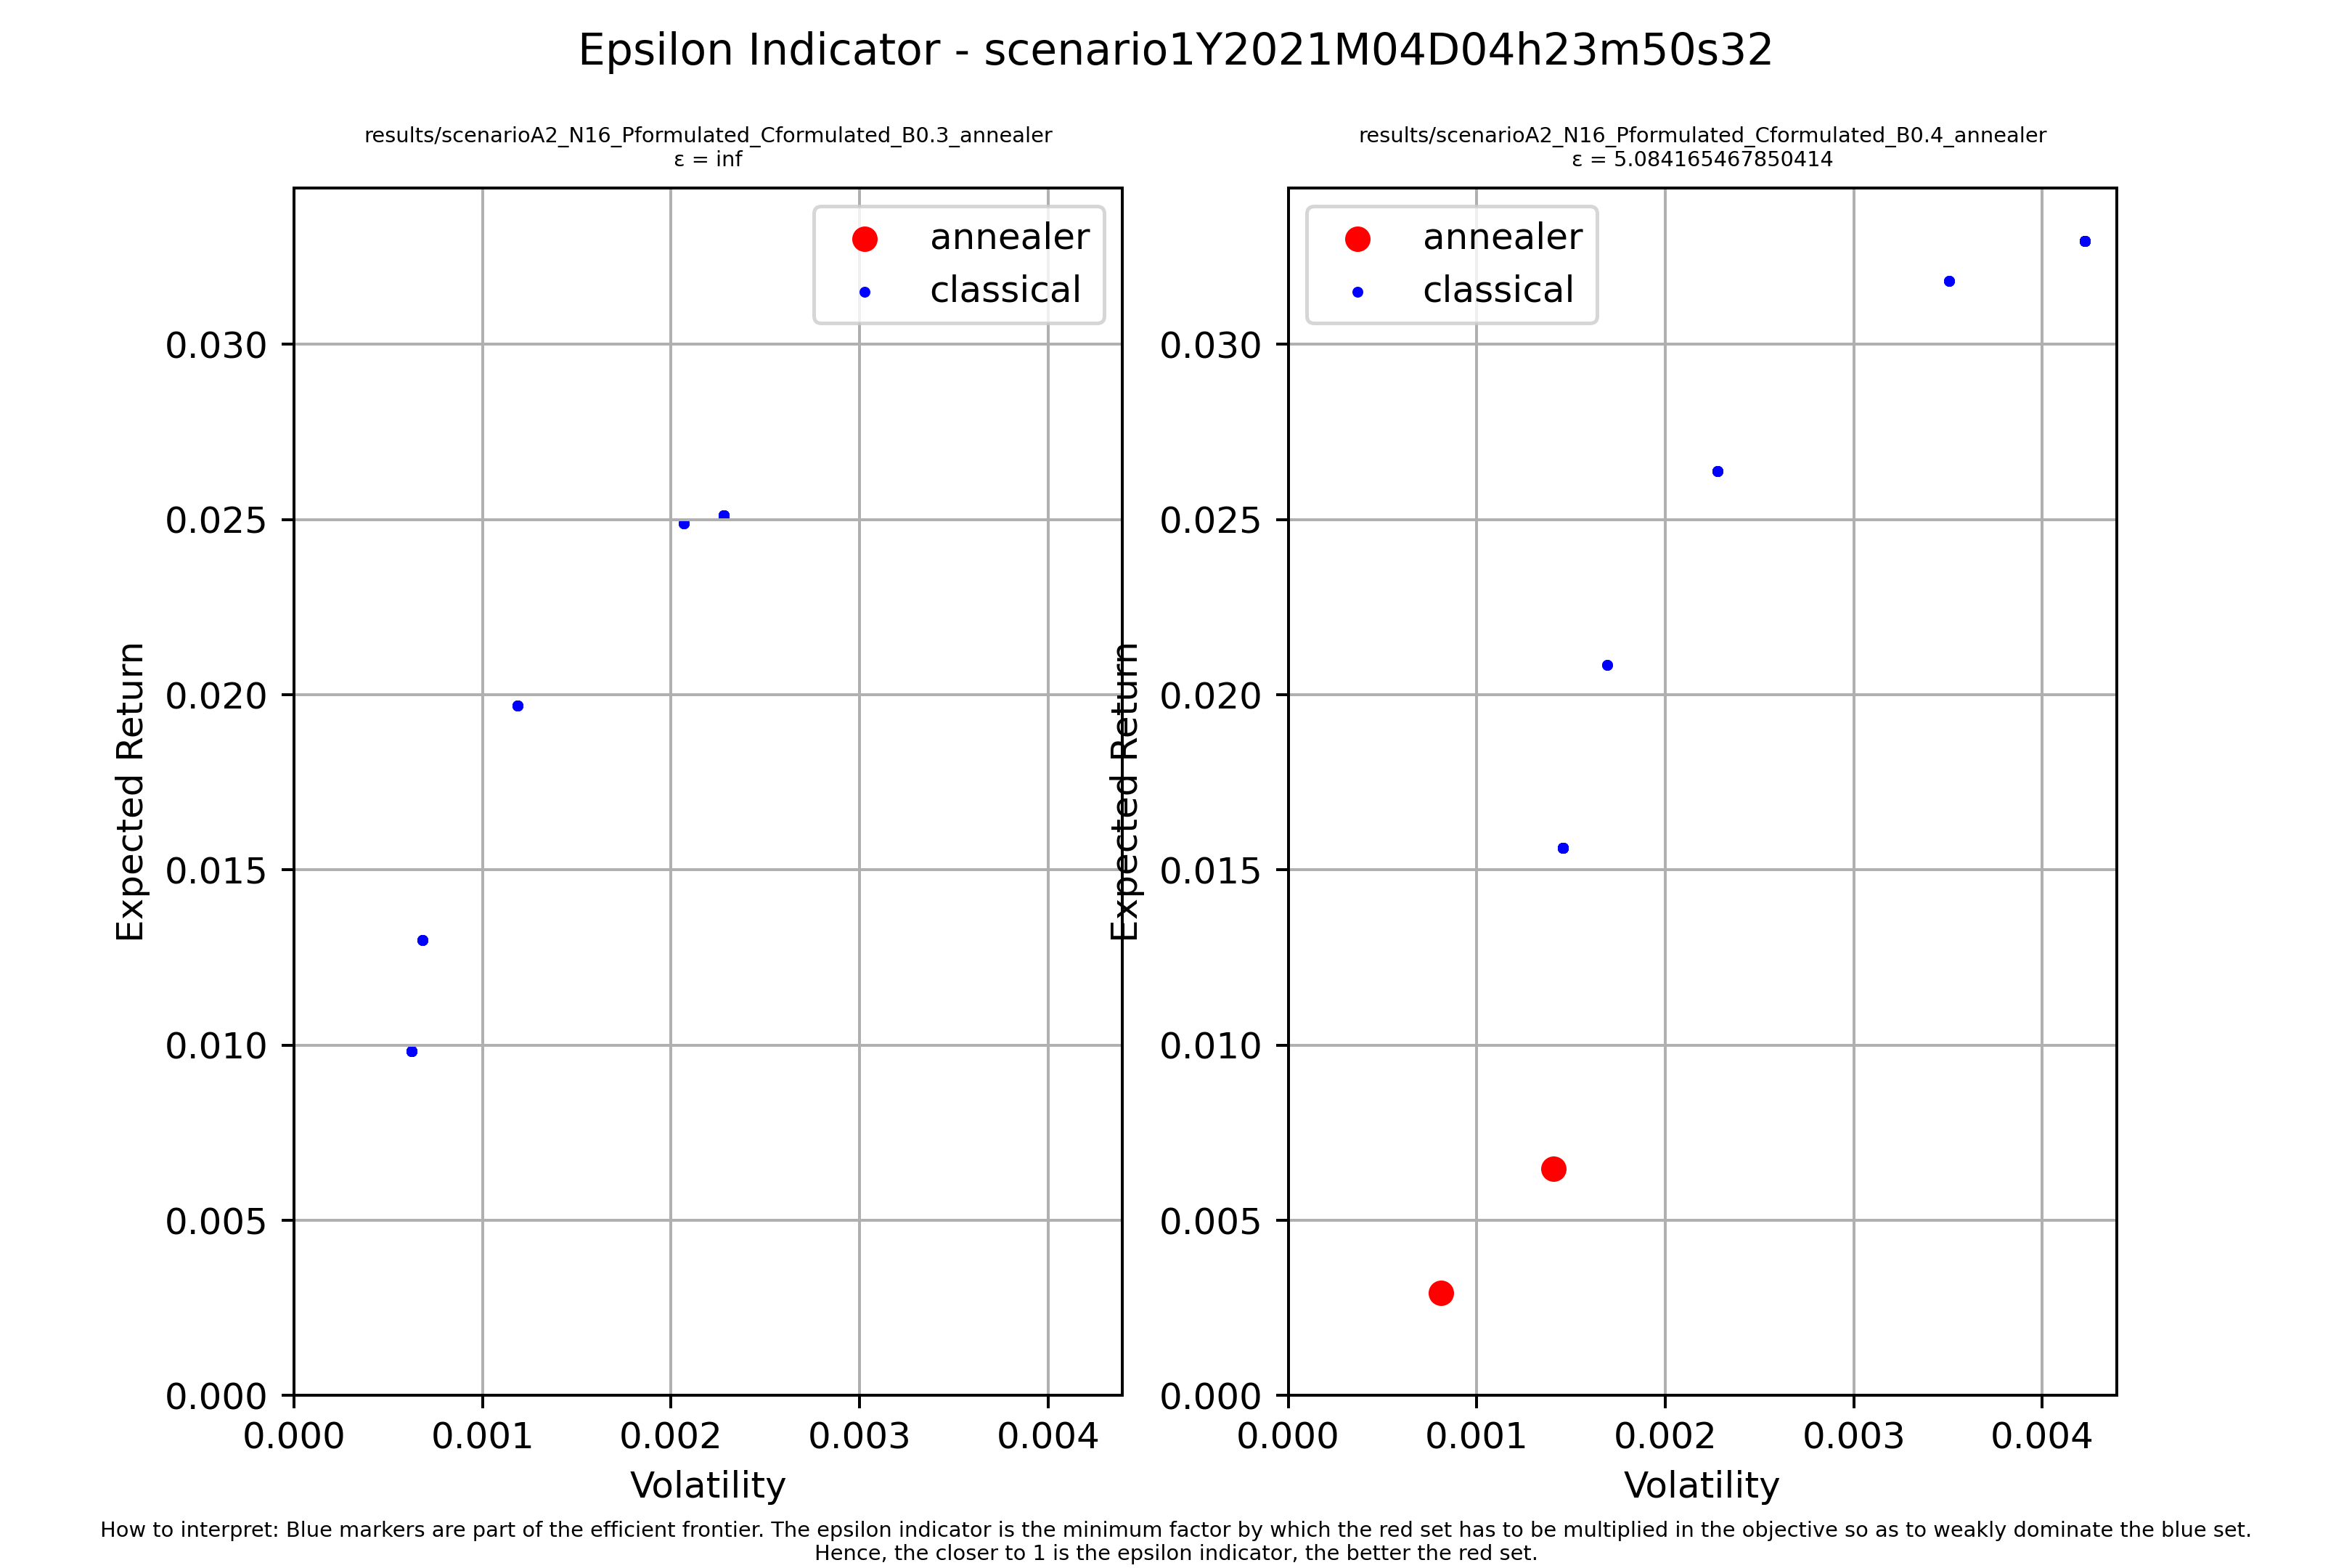 Epsilon Indicator - scenario1Y2021M04D04h23m50s32
results/scenarioA2_N16_Pformulated_Cformulated_B0.3_annealer
ε = inf
annealer
classical
0.030
0.025
0.020
0.015
0.010
0.005
0.000
Expected Return
0.000 0.001 0.002 0.003 0.004
Volatility
results/scenarioA2_N16_Pformulated_Cformulated_B0.4_annealer
ε = 5.084165467850414
annealer
classical
0.030
0.025
0.020
0.015
0.010
0.005
0.000
Expected Return
0.000 0.001 0.002 0.003 0.004
Volatility
How to interpret: Blue markers are part of the efficient frontier. The epsilon indicator is the minimum factor by which the red set has to be multiplied in the objective so as to weakly dominate the blue set.
Hence, the closer to 1 is the epsilon indicator, the better the red set.